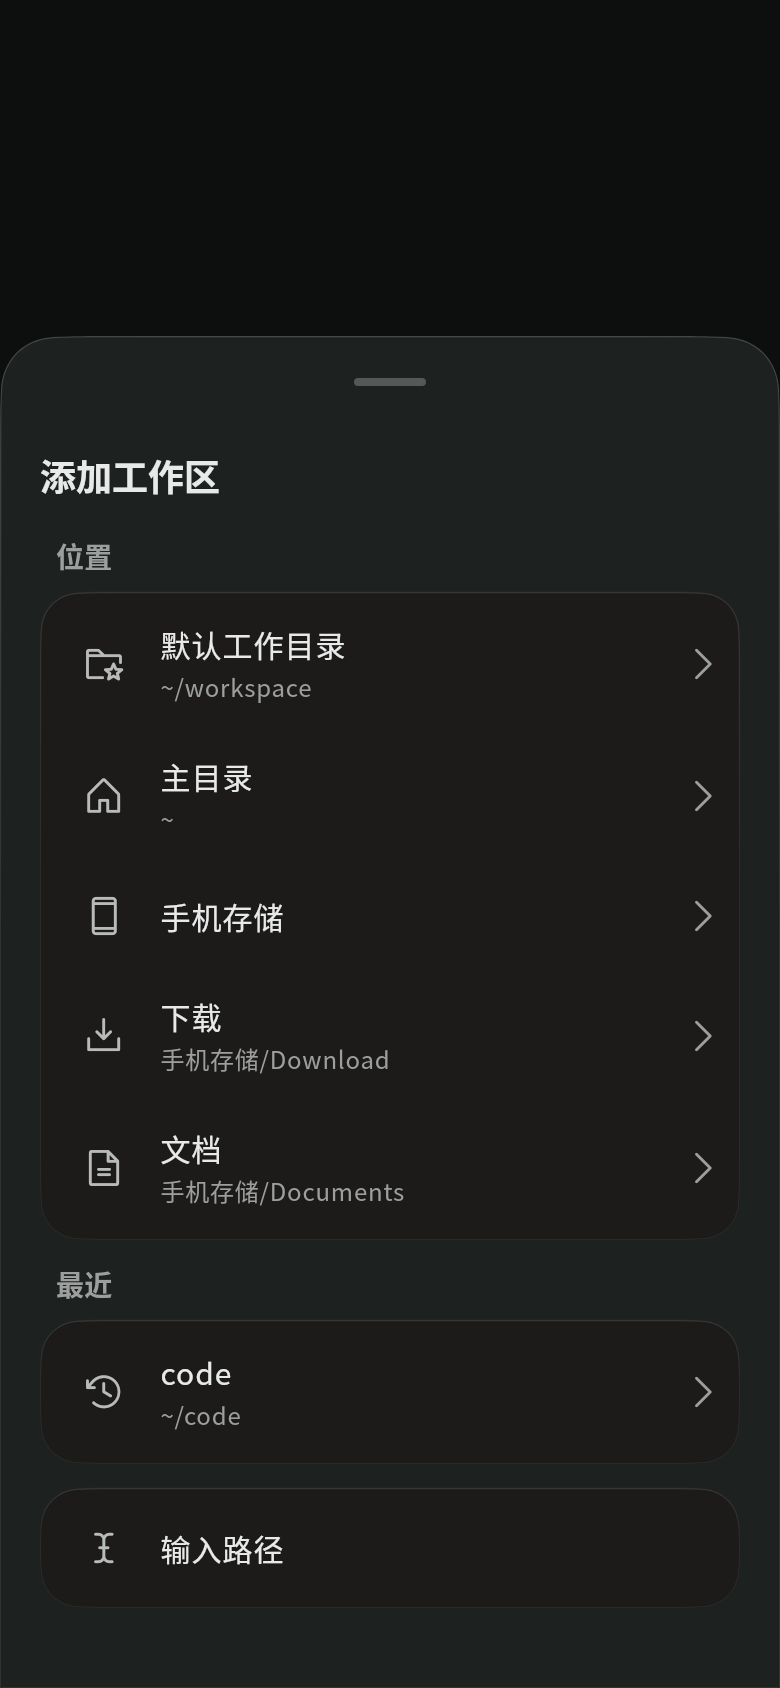 添加工作区
位置
默认工作目录
~/workspace
主目录
~
手机存储
下载
手机存储/Download
文档
手机存储/Documents
最近
code
~/code
输入路径